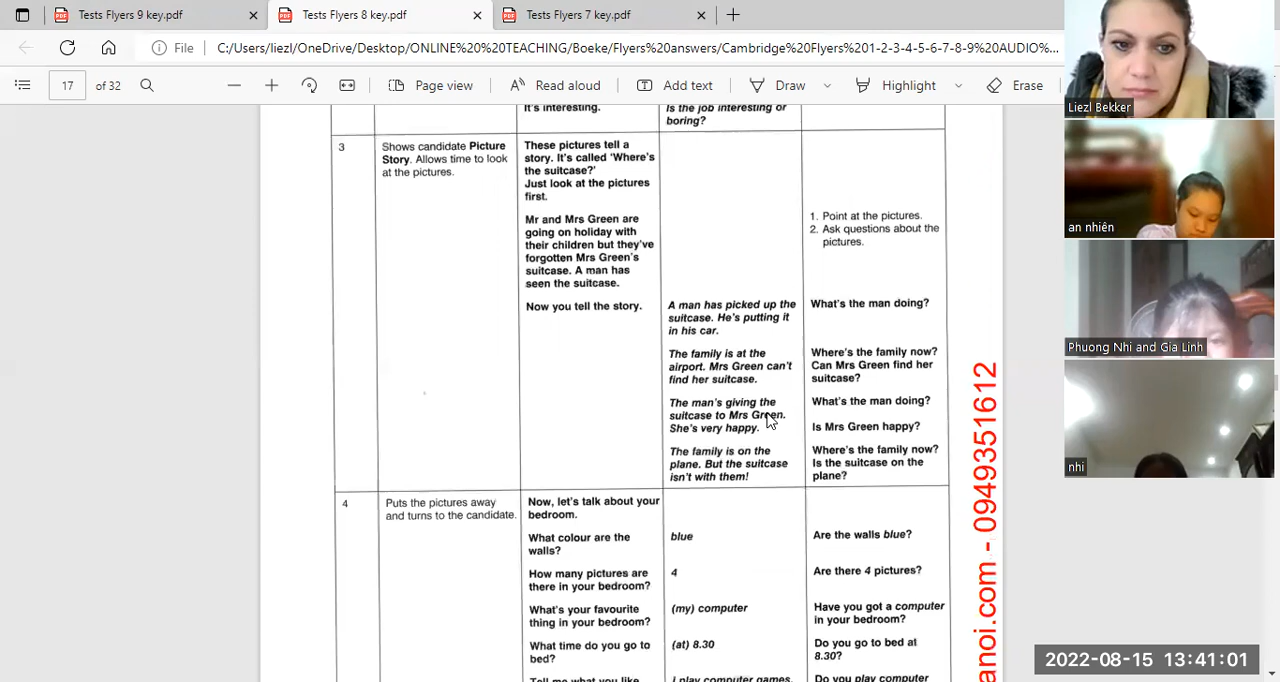 Tests Flyers 9 key.pdf
Tests Flyers 8 key.pdf
Tests Flyers 7 key.pdf
File
C:/Users/liezl/OneDrive/Desktop/ONLINE%20%20TEACHING/Boeke/Flyers%20answers/Cambridge%20Flyers%201-2-3-4-5-6-7-8-9%20AUDIO%...
17
of 32
Page view
Read aloud
Add text
Draw
Highlight
Erase
It's interesting.
Is the job interesting or
boring?
3
Shows candidate Picture
Story. Allows time to look
at the pictures.
These pictures tell a
story. It's called 'Where's
the suitcase?'
Just look at the pictures
first.
Mr and Mrs Green are
going on holiday with
their children but they've
forgotten Mrs Green's
suitcase. A man has
seen the suitcase.
Now you tell the story.
1. Point at the pictures.
2. Ask questions about the
pictures.
A man has picked up the
suitcase. He's putting it
in his car.
What's the man doing?
The family is at the
airport. Mrs Green can't
find her suitcase.
Where's the family now?
Can Mrs Green find her
suitcase?
The man's giving the
suitcase to Mrs Green.
She's very happy.
What's the man doing?
Is Mrs Green happy?
The family is on the
plane. But the suitcase
isn't with them!
Where's the family now?
Is the suitcase on the
plane?
4
Puts the pictures away
and turns to the candidate.
Now, let's talk about your
bedroom.
What colour are the
walls?
blue
Are the walls blue?
How many pictures are
there in your bedroom?
4
Are there 4 pictures?
What's your favourite
thing in your bedroom?
(my) computer
Have you got a computer
in your bedroom?
What time do you go to
bed?
(at) 8.30
Do you go to bed at
8.30?
Tell me what you like
I play computer games.
Do you play computer
anoi.com - 0949351612
Liezl Bekker
an nhiên
Phuong Nhi and Gia Linh
nhi
2022-08-15 13:41:01